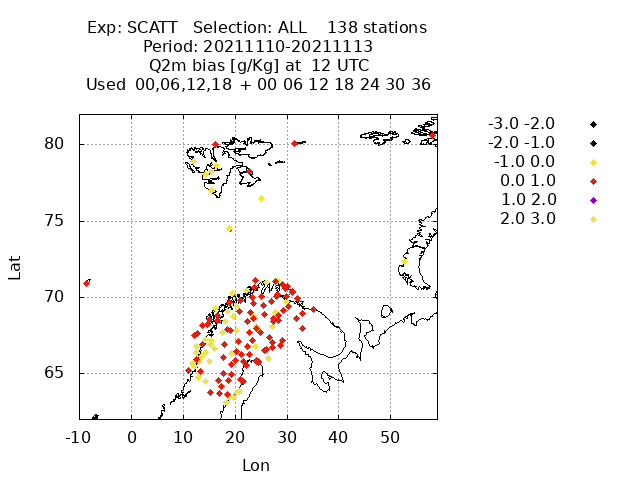 Exp: SCATT   Selection: ALL    138 stations
Period: 20211110-20211113
Q2m bias [g/Kg] at  12 UTC
Used  00,06,12,18  + 00 06 12 18 24 30 36
-3.0 -2.0
-2.0 -1.0
-1.0 0.0
0.0 1.0
1.0 2.0
2.0 3.0
80
75
70
65
Lat
-10 0 10 20 30 40 50
Lon